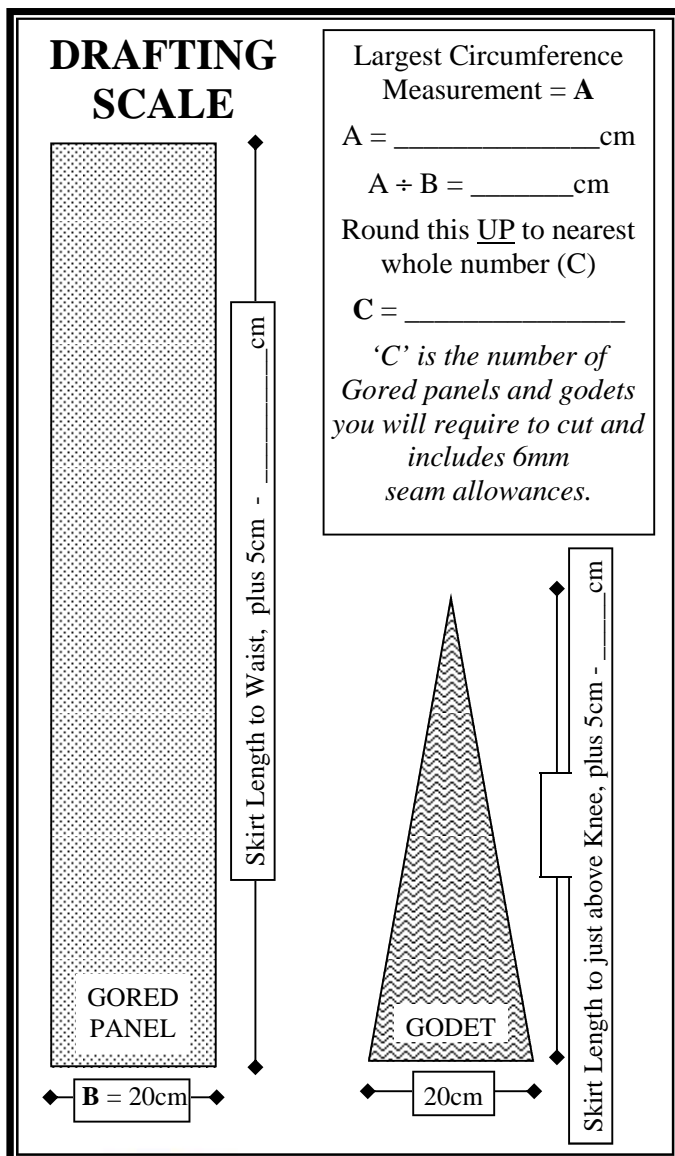 DRAFTING
SCALE
Largest Circumference
Measurement = A
A = ______________cm
A ÷ B = _______cm
Round this UP to nearest
whole number (C)
C = _______________
‘C’ is the number of
Gored panels and godets
you will require to cut and
includes 6mm
seam allowances.
Skirt Length to Waist, plus 5cm - __________cm
GORED
PANEL
B = 20cm
Skirt Length to just above Knee, plus 5cm - ____cm
GODET
20cm